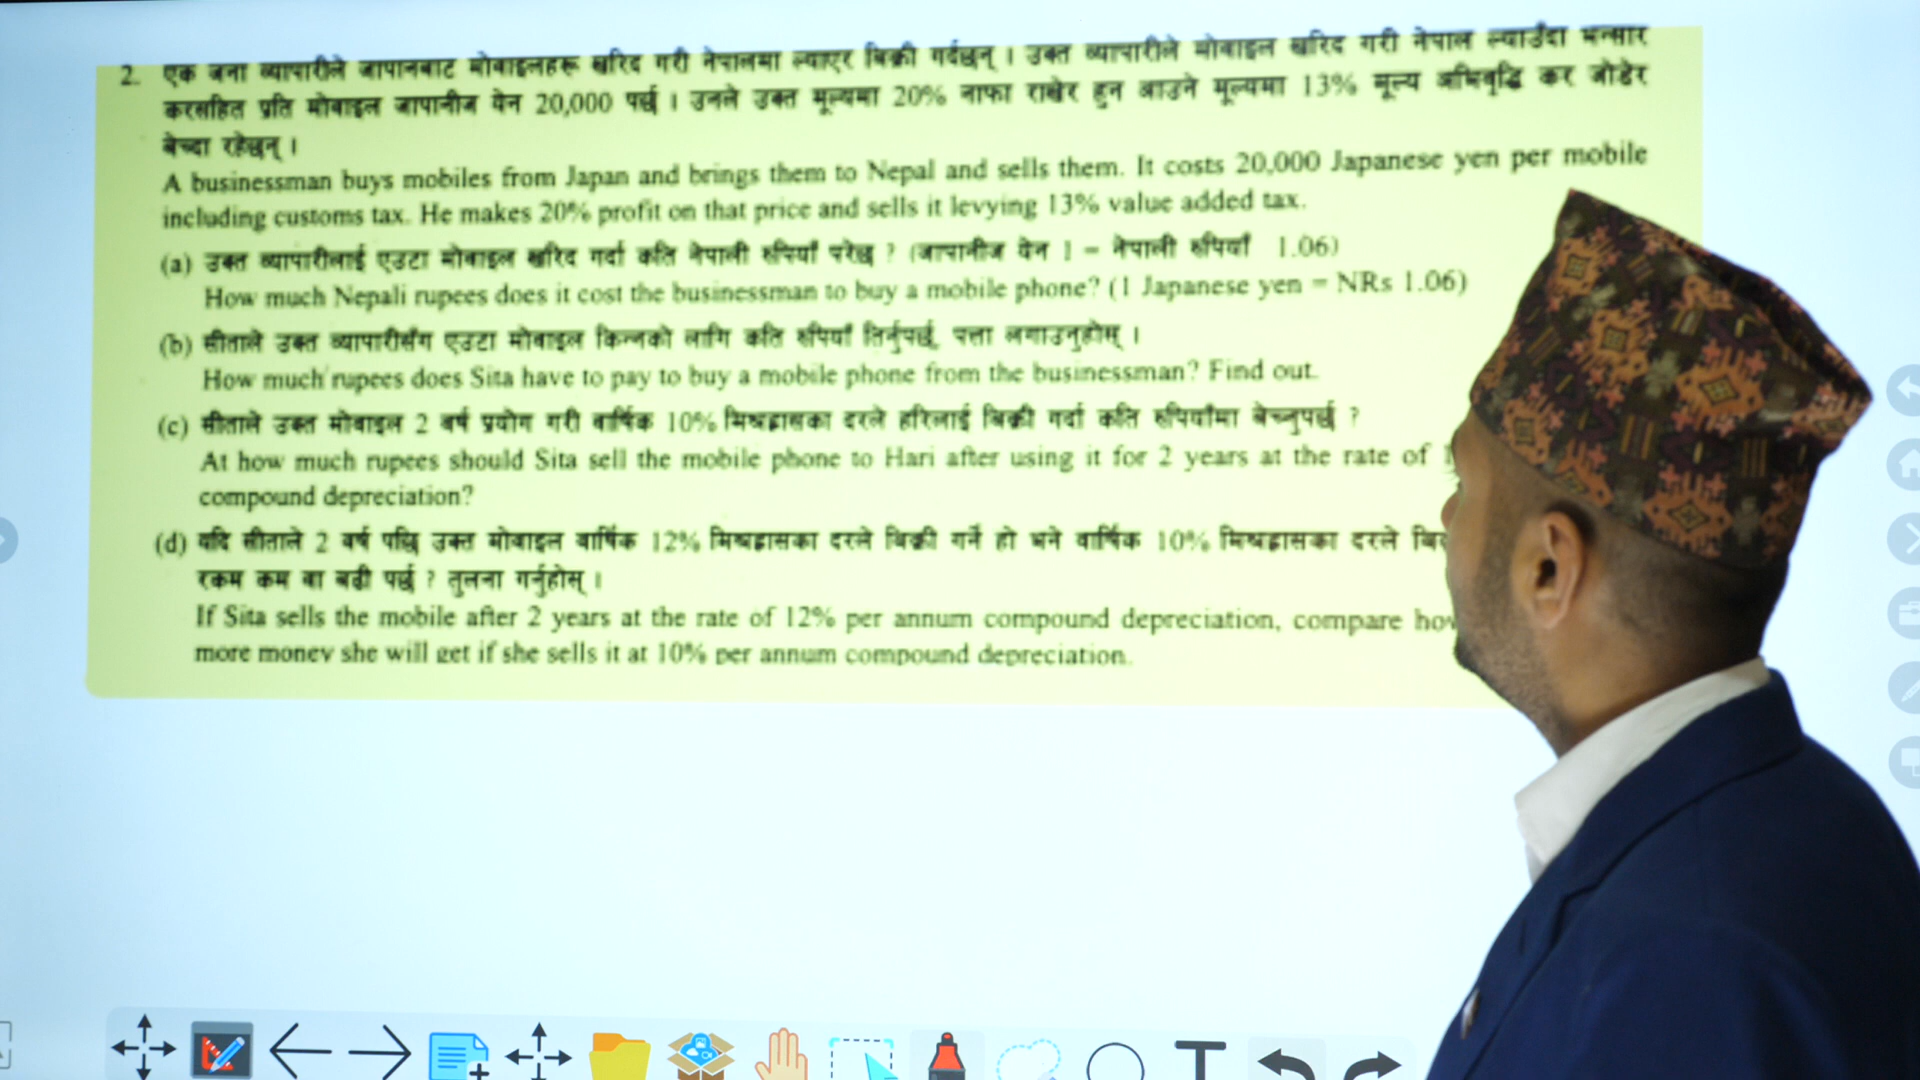 2. एक जना व्यापारीले जापानबाट मोबाइलहरू खरिद गरी नेपालमा ल्याएर बिक्री गर्दछन् । उक्त व्यापारीले मोबाइल खरिद गरी नेपाल ल्याउँदा भन्सार
करसहित प्रति मोबाइल जापानीज येन 20,000 पर्छ । उनले उक्त मूल्यमा 20% नाफा राखेर हुन आउने मूल्यमा 13% मूल्य अभिवृद्धि कर जोडेर
बेच्दा रहेछन् ।
A businessman buys mobiles from Japan and brings them to Nepal and sells them. It costs 20,000 Japanese yen per mobile
including customs tax. He makes 20% profit on that price and sells it levying 13% value added tax.
(a) उक्त व्यापारीलाई एउटा मोबाइल खरिद गर्दा कति नेपाली रुपियाँ परेछ ? (जापानीज येन 1 = नेपाली रुपियाँ 1.06)
How much Nepali rupees does it cost the businessman to buy a mobile phone? (1 Japanese yen = NRs 1.06)
(b) सीताले उक्त व्यापारीसँग एउटा मोबाइल किन्नको लागि कति रुपियाँ तिर्नुपर्छ, पत्ता लगाउनुहोस् ।
How much rupees does Sita have to pay to buy a mobile phone from the businessman? Find out.
(c) सीताले उक्त मोबाइल 2 वर्ष प्रयोग गरी वार्षिक 10% मिश्रह्रासका दरले हरिलाई बिक्री गर्दा कति रुपियाँमा बेच्नुपर्छ ?
At how much rupees should Sita sell the mobile phone to Hari after using it for 2 years at the rate of
compound depreciation?
(d) यदि सीताले 2 वर्ष पछि उक्त मोबाइल वार्षिक 12% मिश्रह्रासका दरले बिक्री गर्ने हो भने वार्षिक 10% मिश्रह्रासका दरले
रकम कम वा बढी पर्छ ? तुलना गर्नुहोस् ।
If Sita sells the mobile after 2 years at the rate of 12% per annum compound depreciation, compare
more money she will get if she sells it at 10% per annum compound depreciation.